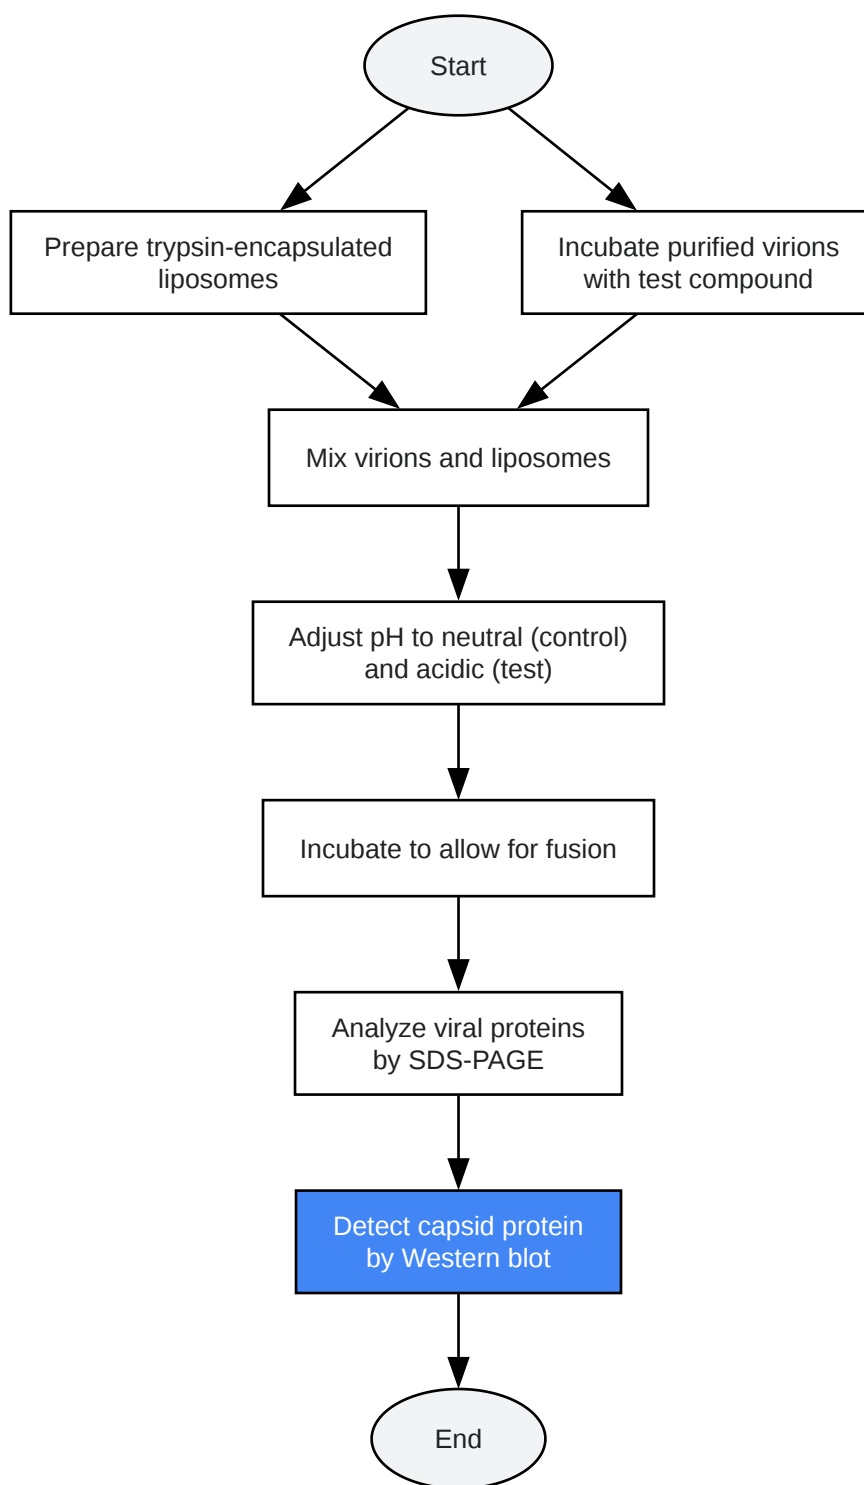 Start
Prepare trypsin-encapsulated
liposomes
Incubate purified virions
with test compound
Mix virions and liposomes
Adjust pH to neutral (control)
and acidic (test)
Incubate to allow for fusion
Analyze viral proteins
by SDS-PAGE
Detect capsid protein
by Western blot
End